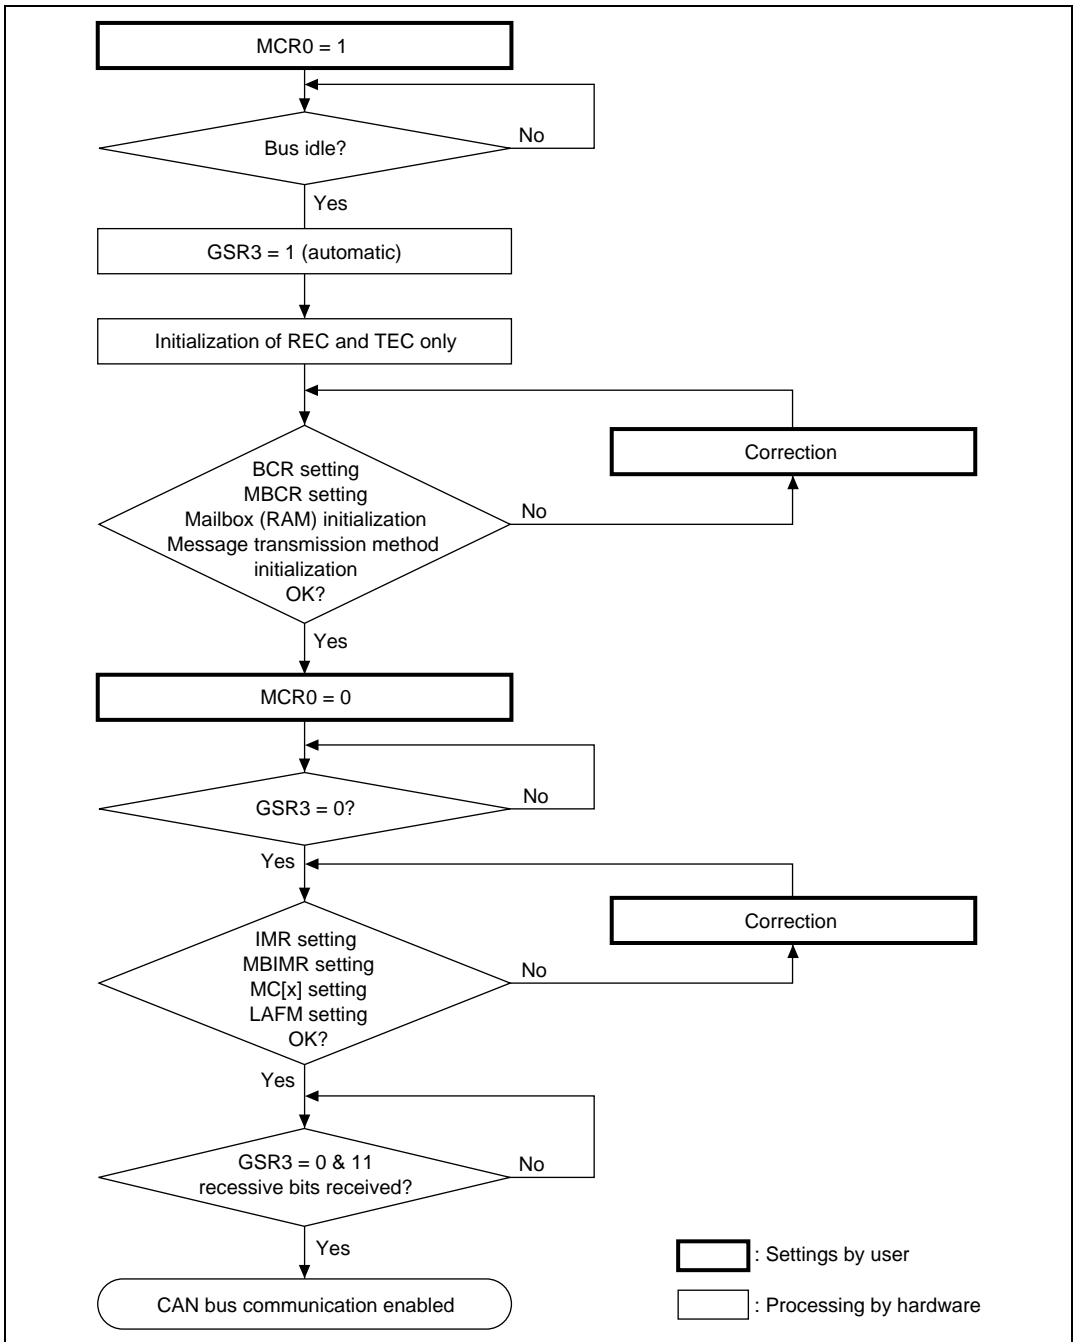 MCR0 = 1
Bus idle?
No
Yes
GSR3 = 1 (automatic)
Initialization of REC and TEC only
Correction
BCR setting
MBCR setting
Mailbox (RAM) initialization
Message transmission method
initialization
OK?
No
Yes
MCR0 = 0
GSR3 = 0?
No
Yes
Correction
IMR setting
MBIMR setting
MC[x] setting
LAFM setting
OK?
No
Yes
GSR3 = 0 & 11
recessive bits received?
No
Yes
: Settings by user
CAN bus communication enabled
: Processing by hardware